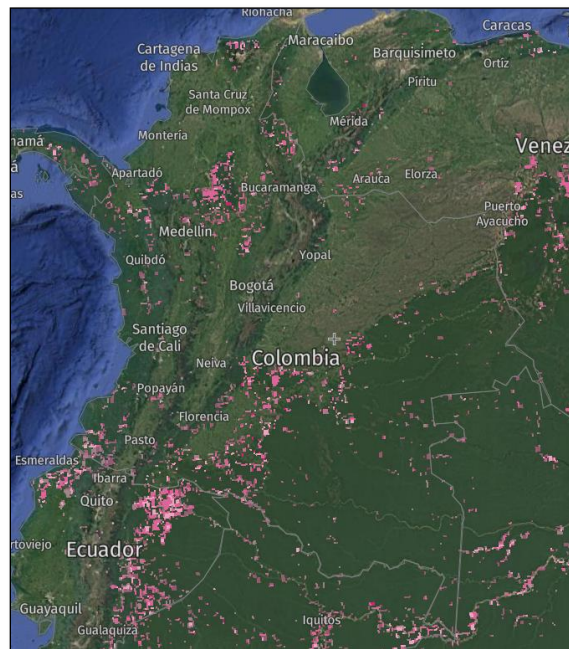 Riohacha
Caracas
Maracaibo
Cartagena
de Indias
Barquisimeto
Ortiz
Piritu
Santa Cruz
de Mompox
Mérida
Montería
namá
Venez
á
Apartadó
Arauca
Elorza
Bucaramanga
as
Puerto
Ayacucho
Medellín
Quibdó
Yopal
Bogotá
Villavicencio
Santiago
de Cali
Colombia
Neiva
Popayán
Florencia
Pasto
Esmeraldas
Ibarra
Quito
rtoviejo
Ecuador
Guayaquil
Iquitos
Gualaquiza